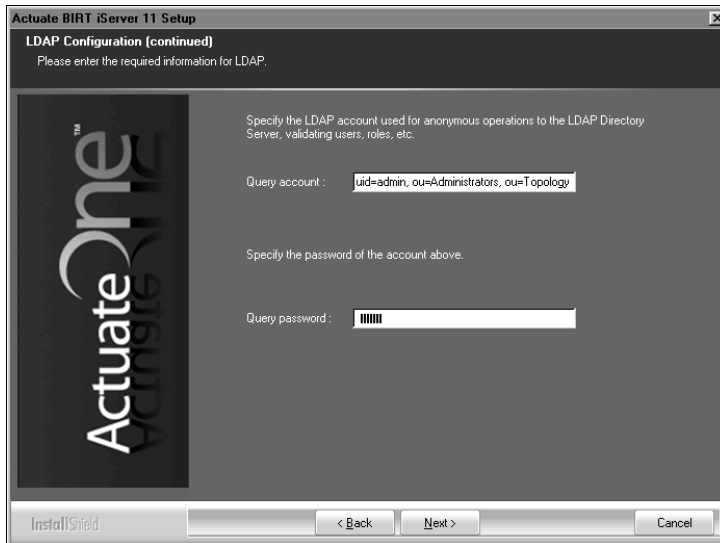 Actuate BIRT iServer 11 Setup
LDAP Configuration (continued)
Please enter the required information for LDAP.
ActuateOne™
Specify the LDAP account used for anonymous operations to the LDAP Directory
Server, validating users, roles, etc.
Query account :
uid=admin, ou=Administrators, ou=Topology
Specify the password of the account above.
Query password :
InstallShield
< Back
Next >
Cancel